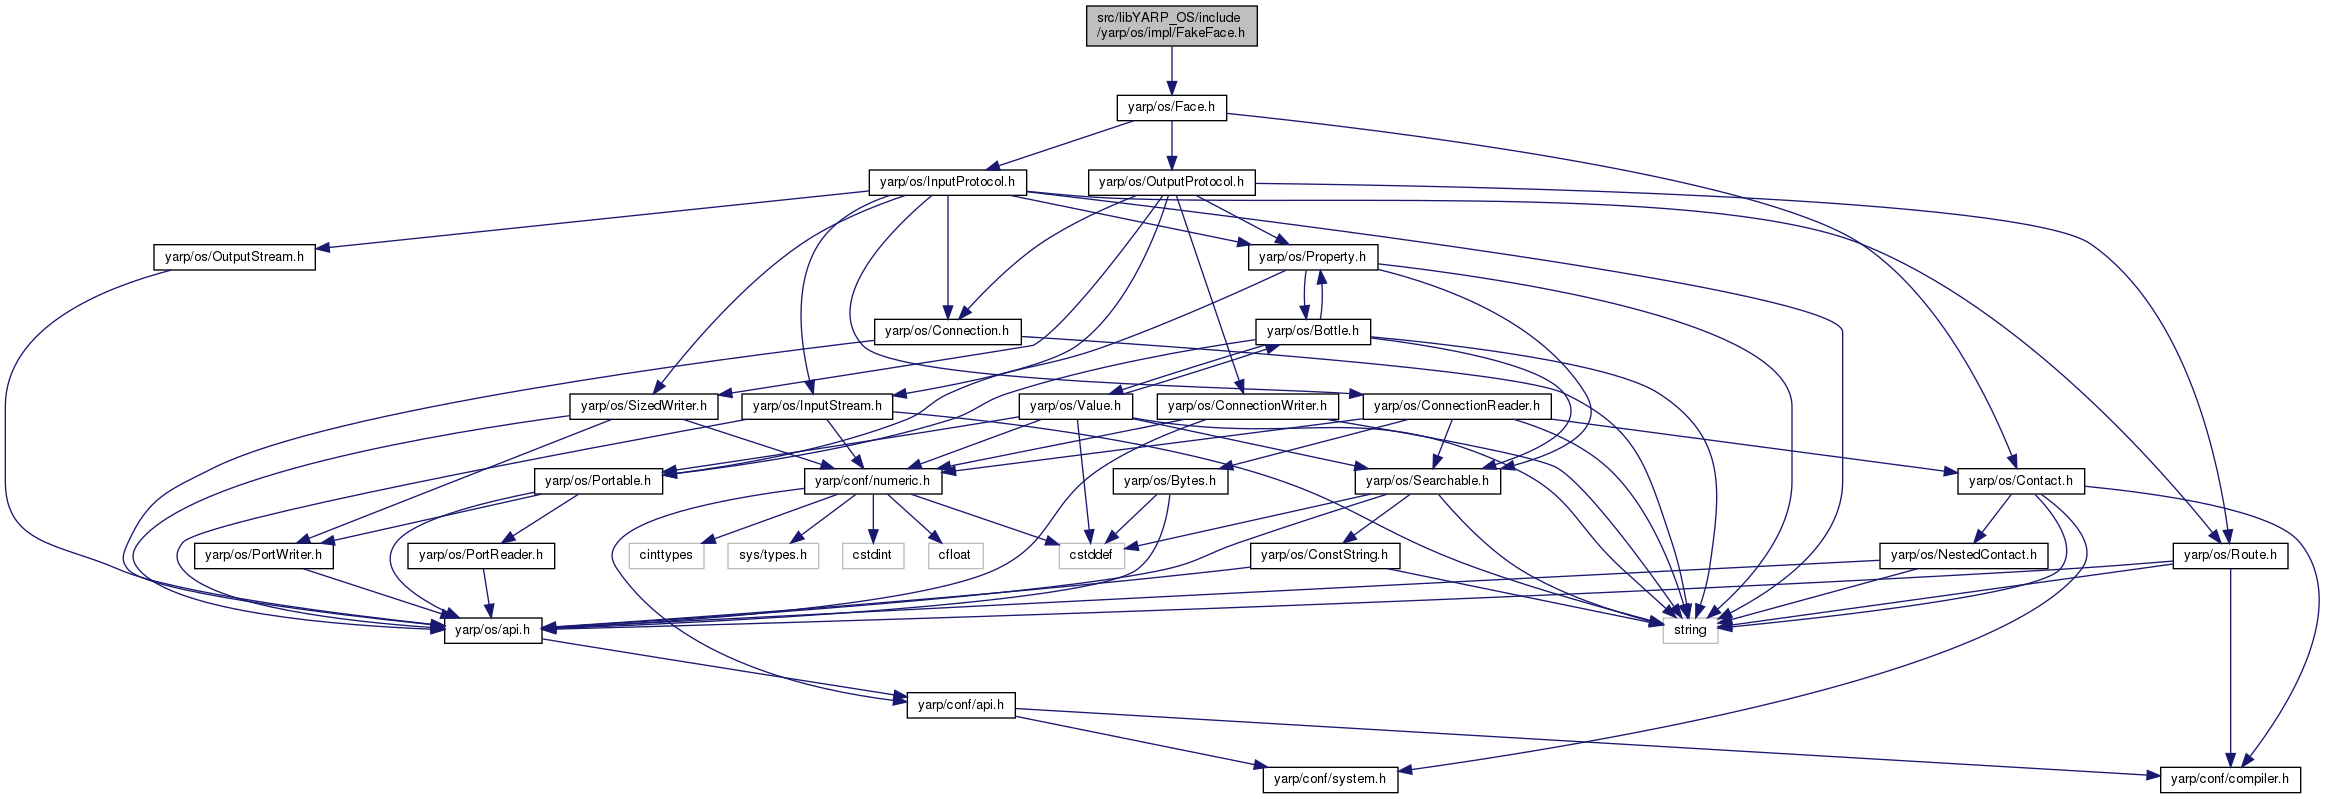 src/libYARP_OS/include
/yarp/os/impl/FakeFace.h
yarp/os/Face.h
yarp/os/InputProtocol.h
yarp/os/OutputProtocol.h
yarp/os/OutputStream.h
yarp/os/Property.h
yarp/os/Connection.h
yarp/os/Bottle.h
yarp/os/SizedWriter.h
yarp/os/InputStream.h
yarp/os/Value.h
yarp/os/ConnectionWriter.h
yarp/os/ConnectionReader.h
yarp/os/Portable.h
yarp/conf/numeric.h
yarp/os/Bytes.h
yarp/os/Searchable.h
yarp/os/Contact.h
yarp/os/PortWriter.h
yarp/os/PortReader.h
cinttypes
sys/types.h
cstdint
cfloat
cstddef
yarp/os/ConstString.h
yarp/os/NestedContact.h
yarp/os/Route.h
yarp/os/api.h
string
yarp/conf/api.h
yarp/conf/system.h
yarp/conf/compiler.h